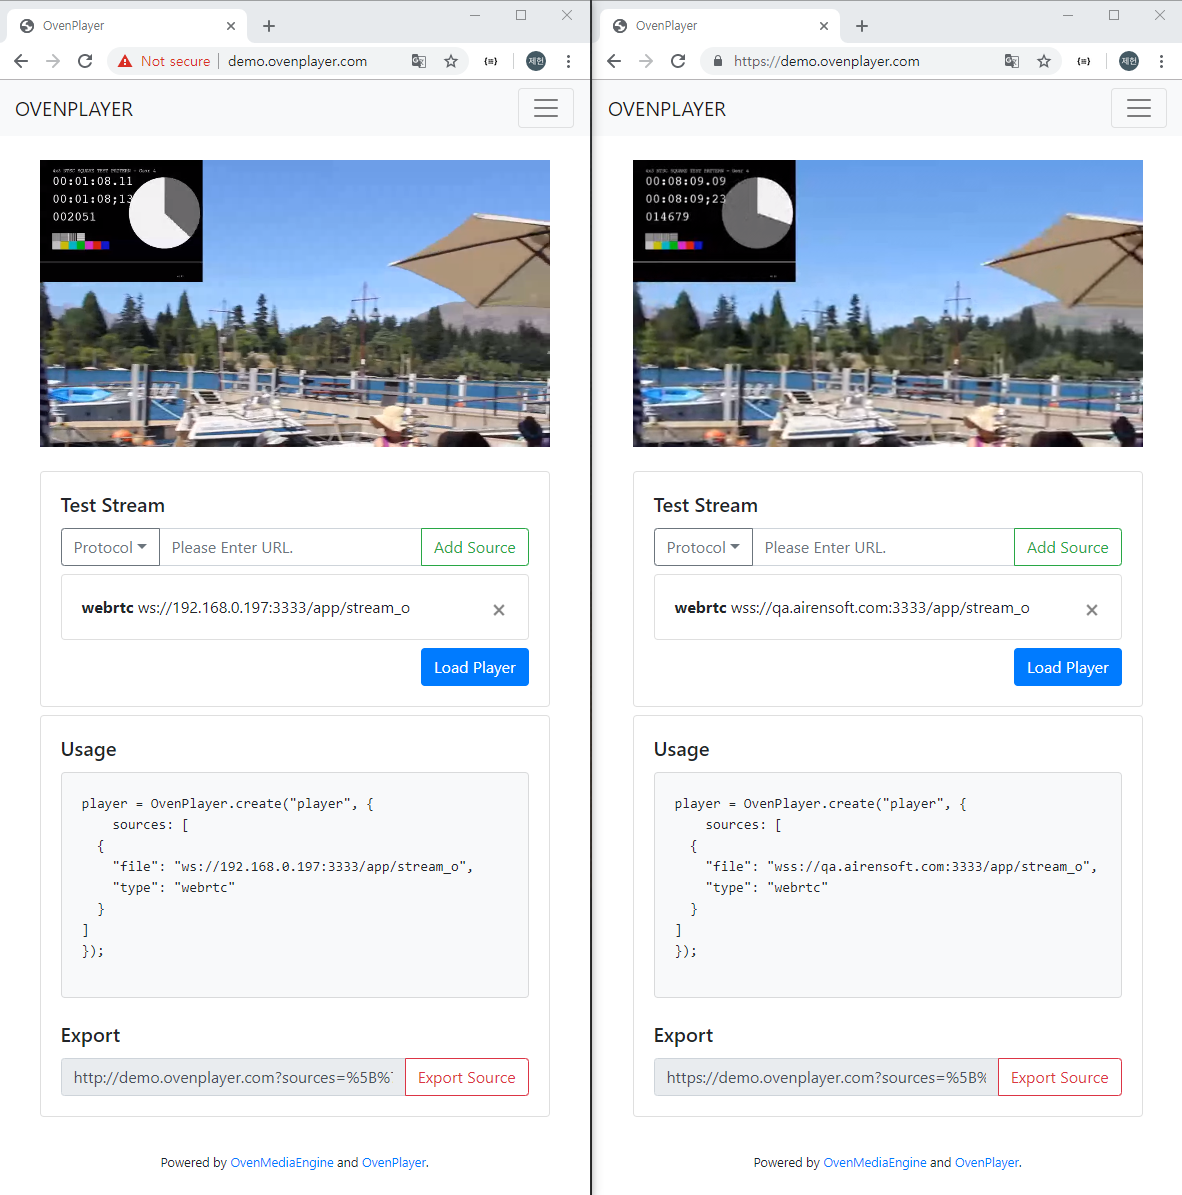 OvenPlayer
Not secure
demo.ovenplayer.com
제헌
OVENPLAYER
00:01:08.11
00:01:08;13
002051
Test Stream
Protocol
Please Enter URL.
Add Source
webrtc ws://192.168.0.197:3333/app/stream_o
Load Player
Usage
player = OvenPlayer.create("player", {
sources: [
{
"file": "ws://192.168.0.197:3333/app/stream_o",
"type": "webrtc"
}
]
});
Export
http://demo.ovenplayer.com?sources=%5B%
Export Source
Powered by OvenMediaEngine and OvenPlayer.
OvenPlayer
https://demo.ovenplayer.com
제헌
OVENPLAYER
00:08:09.09
00:08:09;23
014679
Test Stream
Protocol
Please Enter URL.
Add Source
webrtc wss://qa.airensoft.com:3333/app/stream_o
Load Player
Usage
player = OvenPlayer.create("player", {
sources: [
{
"file": "wss://qa.airensoft.com:3333/app/stream_o",
"type": "webrtc"
}
]
});
Export
https://demo.ovenplayer.com?sources=%5B%
Export Source
Powered by OvenMediaEngine and OvenPlayer.